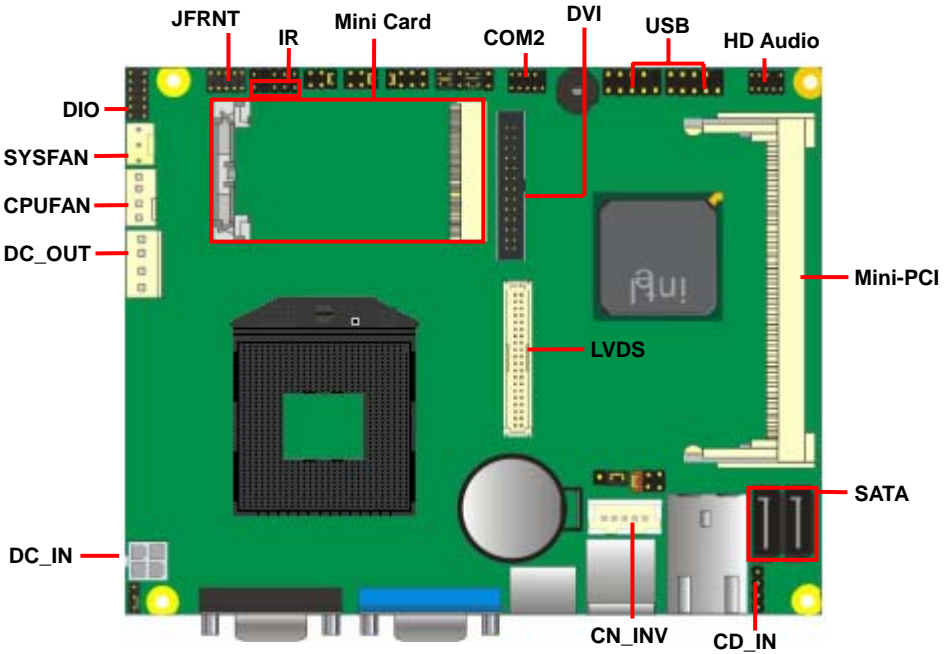 JFRNT
IR
Mini Card
COM2
DVI
USB
HD Audio
DIO
SYSFAN
CPUFAN
DC_OUT
intel
Mini-PCI
LVDS
SATA
DC_IN
CN_INV
CD_IN